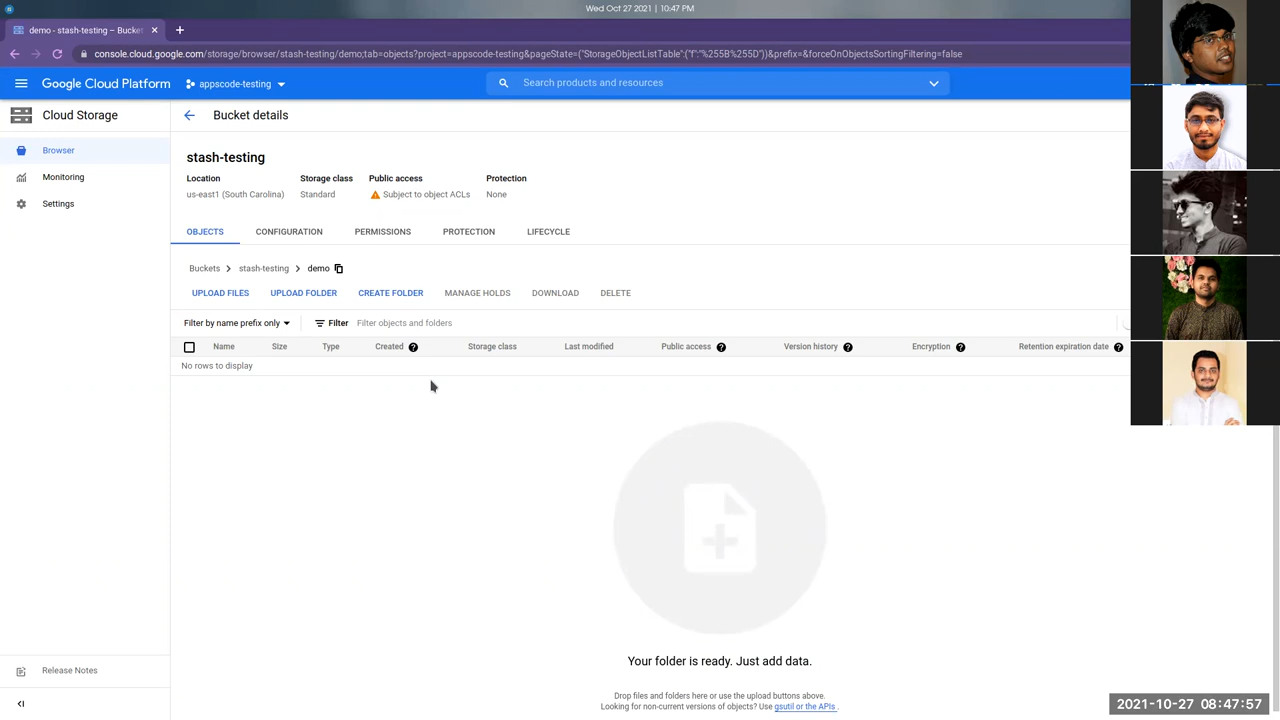 Wed Oct 27 2021 | 10:47 PM
demo - stash-testing – Bucket
console.cloud.google.com/storage/browser/stash-testing/demo;tab=objects?project=appscode-testing&pageState=("StorageObjectListTable":("f":"%255B%255D"))&prefix=&forceOnObjectsSortingFiltering=false
Google Cloud Platform
appscode-testing
Search products and resources
Cloud Storage
Bucket details
Browser
Monitoring
Settings
stash-testing
Location Storage class Public access Protection
us-east1 (South Carolina) Standard Subject to object ACLs None
OBJECTS CONFIGURATION PERMISSIONS PROTECTION LIFECYCLE
Buckets > stash-testing > demo
UPLOAD FILES UPLOAD FOLDER CREATE FOLDER MANAGE HOLDS DOWNLOAD DELETE
Filter by name prefix only Filter Filter objects and folders
Name Size Type Created Storage class Last modified Public access Version history Encryption Retention expiration date
No rows to display
Your folder is ready. Just add data.
Drop files and folders here or use the upload buttons above.
Looking for non-current versions of objects? Use gsutil or the APIs .
Release Notes
2021-10-27 08:47:57